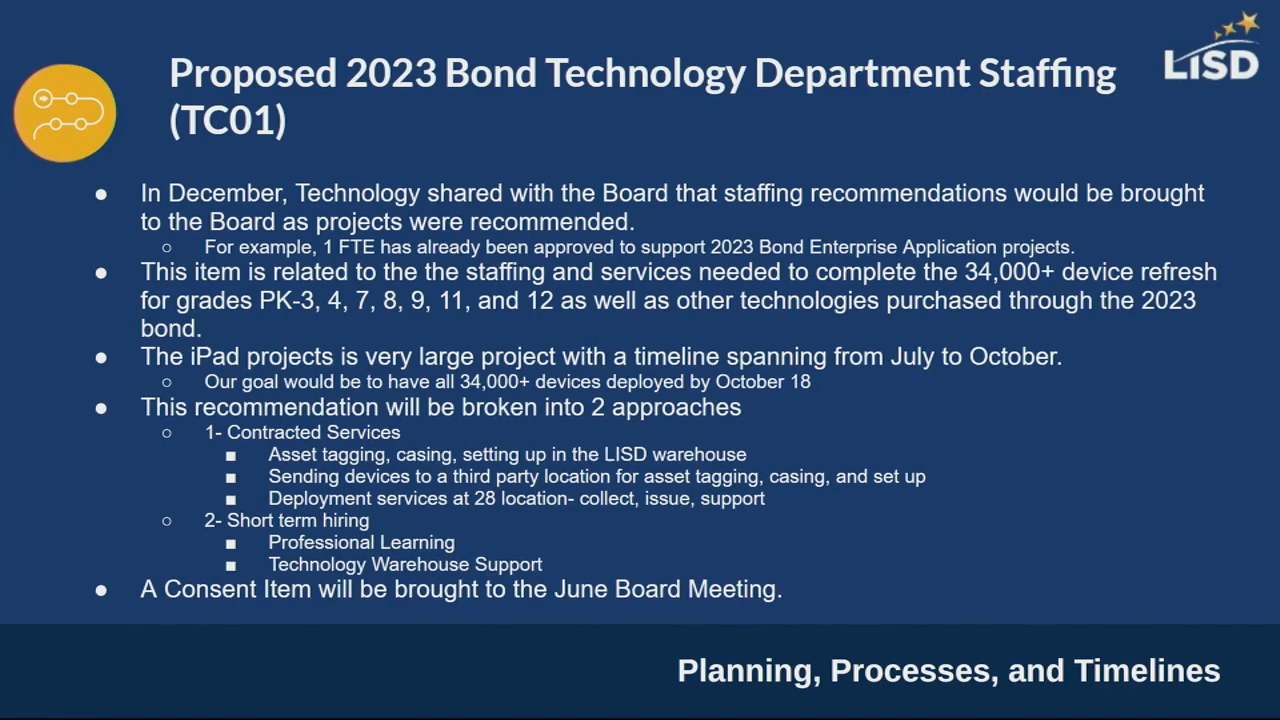 LISD
Proposed 2023 Bond Technology Department Staffing
(TC01)
● In December, Technology shared with the Board that staffing recommendations would be brought
to the Board as projects were recommended.
○ For example, 1 FTE has already been approved to support 2023 Bond Enterprise Application projects.
● This item is related to the the staffing and services needed to complete the 34,000+ device refresh
for grades PK-3, 4, 7, 8, 9, 11, and 12 as well as other technologies purchased through the 2023
bond.
● The iPad projects is very large project with a timeline spanning from July to October.
○ Our goal would be to have all 34,000+ devices deployed by October 18
● This recommendation will be broken into 2 approaches
○ 1- Contracted Services
■ Asset tagging, casing, setting up in the LISD warehouse
■ Sending devices to a third party location for asset tagging, casing, and set up
■ Deployment services at 28 location- collect, issue, support
○ 2- Short term hiring
■ Professional Learning
■ Technology Warehouse Support
● A Consent Item will be brought to the June Board Meeting.
Planning, Processes, and Timelines